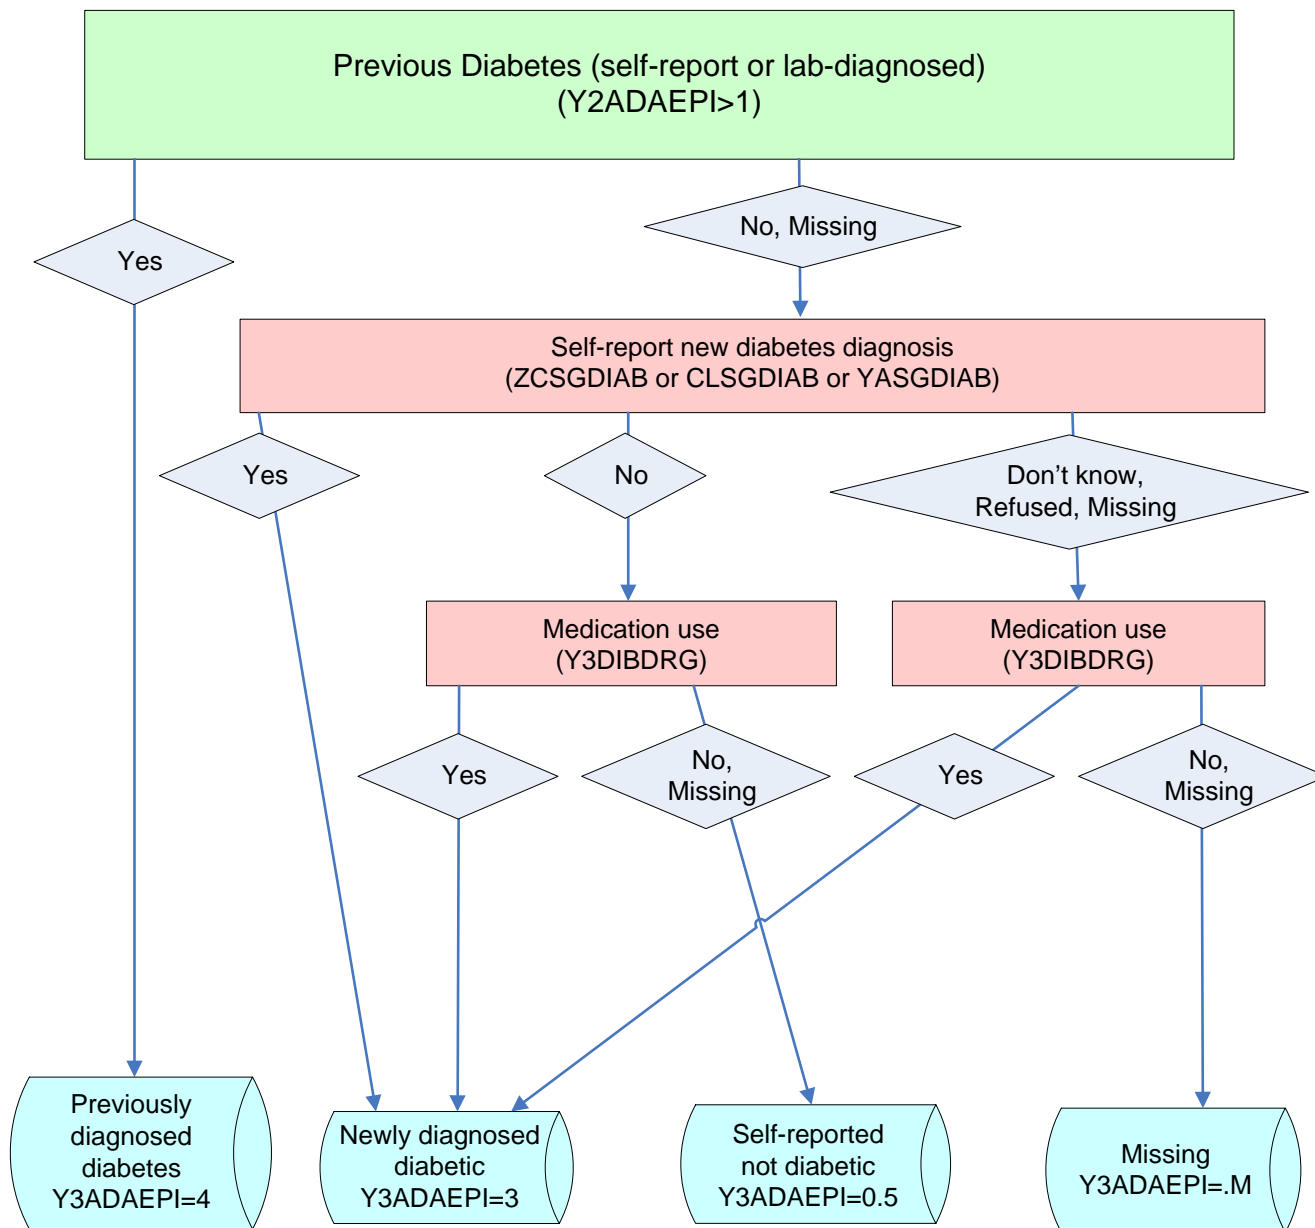 Previous Diabetes (self-report or lab-diagnosed)
(Y2ADAEPI>1)
No, Missing
Yes
Self-report new diabetes diagnosis
(ZCSGDIAB or CLSGDIAB or YASGDIAB)
Yes
No
Don’t know,
Refused, Missing
Medication use
(Y3DIBDRG)
Medication use
(Y3DIBDRG)
Yes
No,
Missing
Yes
No,
Missing
Previously
diagnosed
diabetes
Y3ADAEPI=4
Newly diagnosed
diabetic
Y3ADAEPI=3
Self-reported
not diabetic
Y3ADAEPI=0.5
Missing
Y3ADAEPI=.M